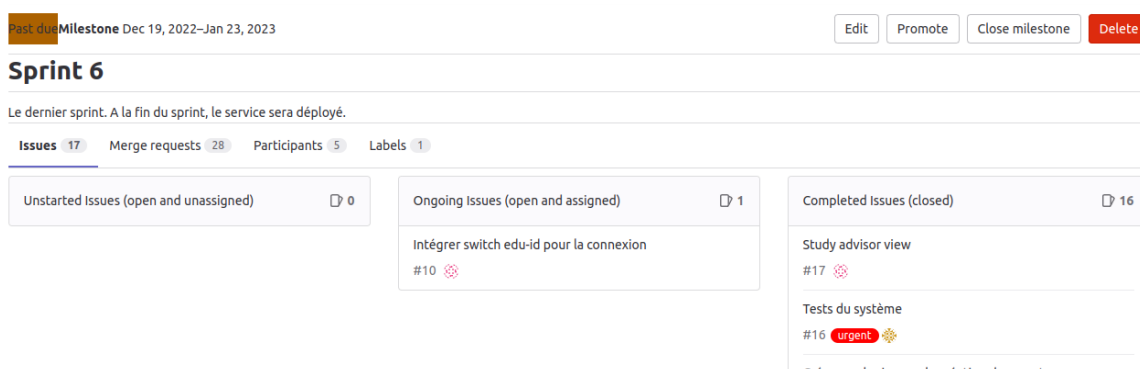 Past due Milestone Dec 19, 2022–Jan 23, 2023
Edit
Promote
Close milestone
Delete
Sprint 6
Le dernier sprint. A la fin du sprint, le service sera déployé.
Issues 17
Merge requests 28
Participants 5
Labels 1
Unstarted Issues (open and unassigned) 0
Ongoing Issues (open and assigned) 1
Intégrer switch edu-id pour la connexion
#10
Completed Issues (closed) 16
Study advisor view
#17
Tests du système
#16 urgent